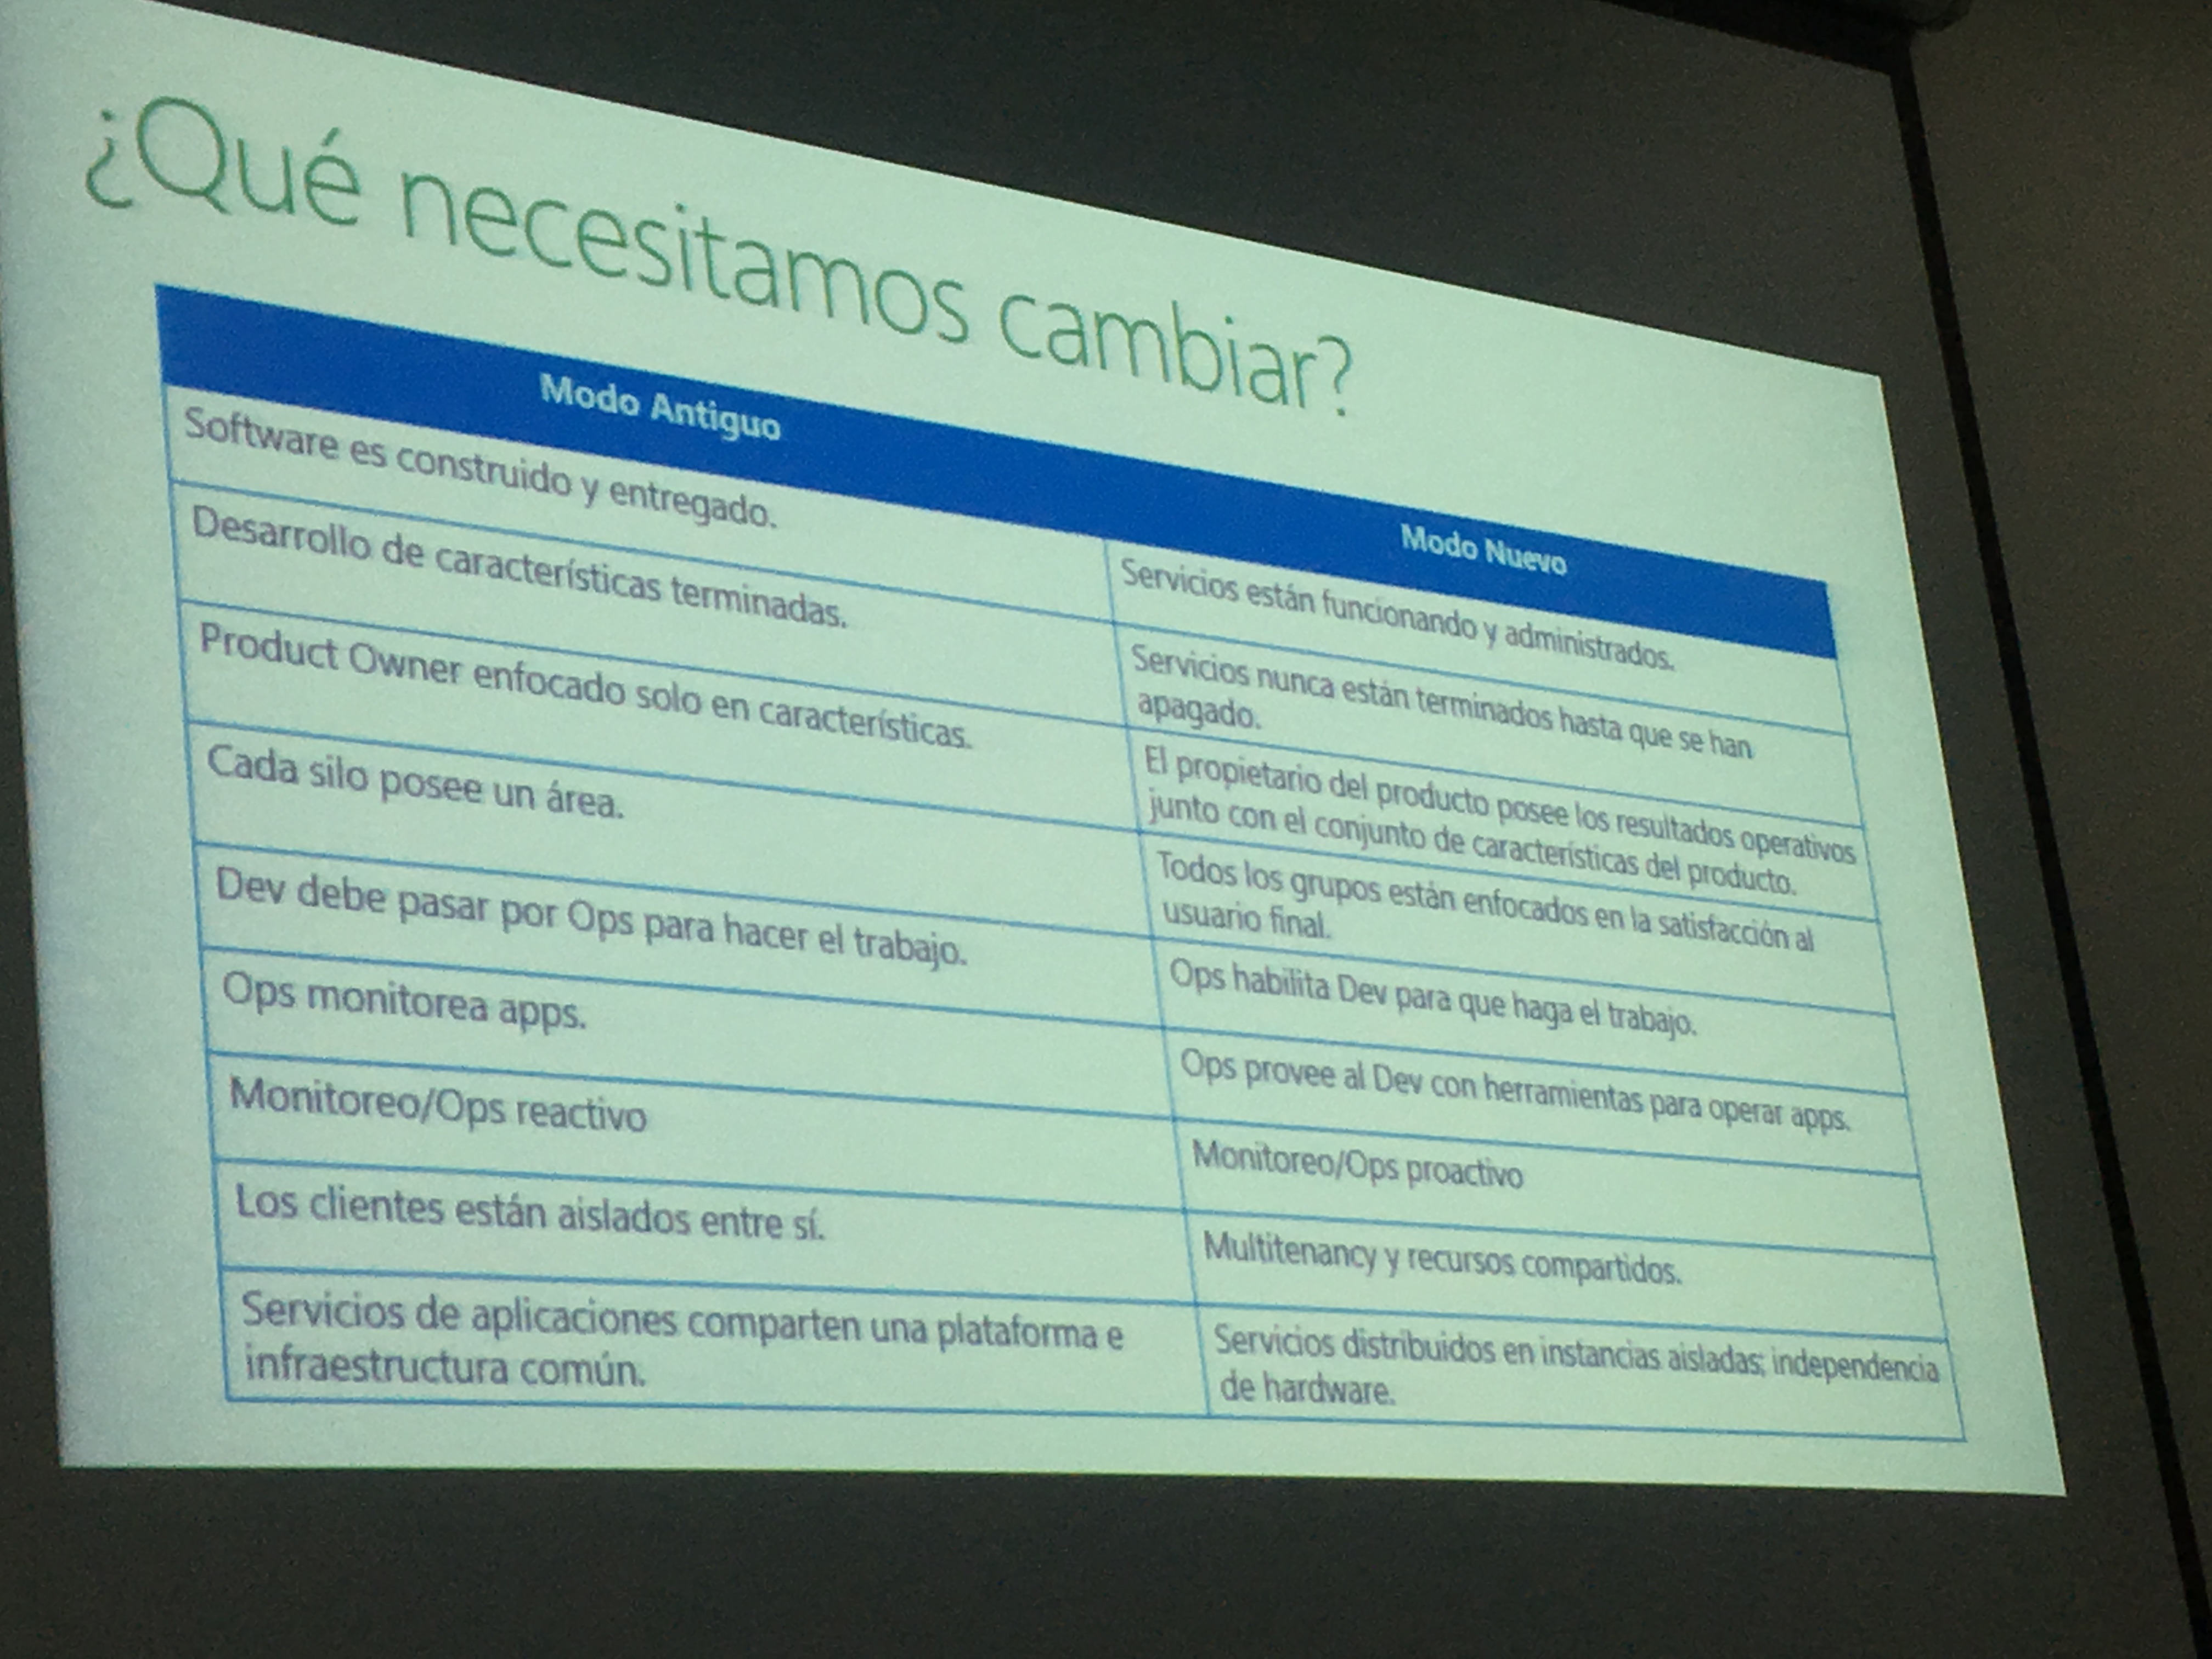 ¿Qué necesitamos cambiar?
Modo Antiguo
Modo Nuevo
Software es construido y entregado.
Servicios están funcionando y administrados.
Desarrollo de características terminadas.
Servicios nunca están terminados hasta que se han
apagado.
Product Owner enfocado solo en características.
El propietario del producto posee los resultados operativos
junto con el conjunto de características del producto.
Cada silo posee un área.
Todos los grupos están enfocados en la satisfacción al
usuario final.
Dev debe pasar por Ops para hacer el trabajo.
Ops habilita Dev para que haga el trabajo.
Ops monitorea apps.
Ops provee al Dev con herramientas para operar apps.
Monitoreo/Ops reactivo
Monitoreo/Ops proactivo
Los clientes están aislados entre sí.
Multitenancy y recursos compartidos.
Servicios de aplicaciones comparten una plataforma e
infraestructura común.
Servicios distribuidos en instancias aisladas; independencia
de hardware.